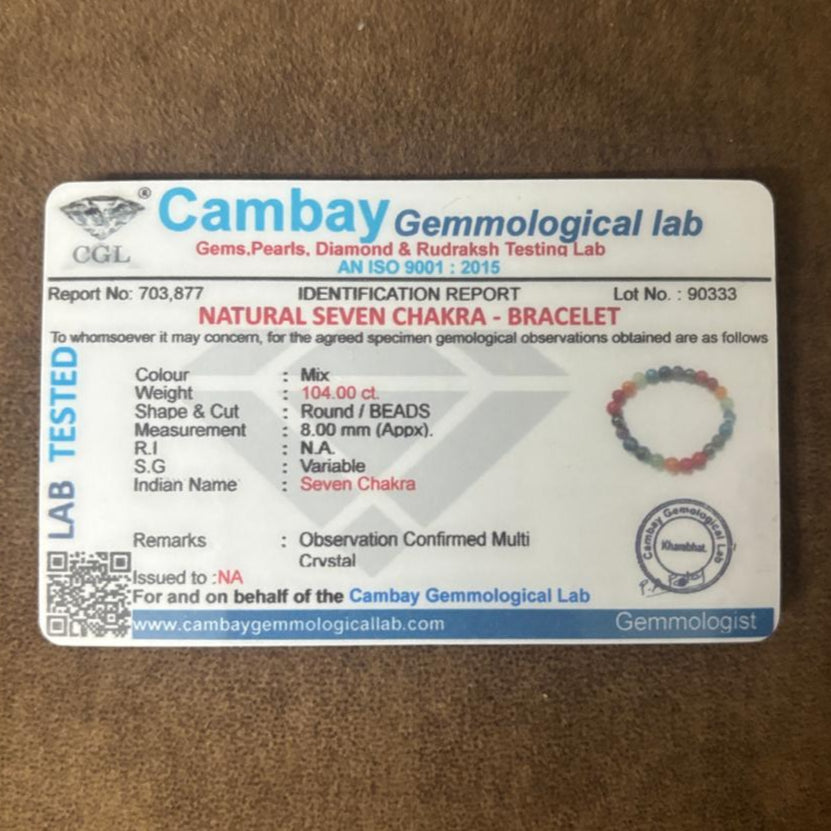 ®
CGL
Cambay Gemmological lab
Gems,Pearls, Diamond & Rudraksh Testing Lab
AN ISO 9001 : 2015
Report No: 703,877 IDENTIFICATION REPORT Lot No. : 90333
NATURAL SEVEN CHAKRA - BRACELET
To whomsoever it may concern, for the agreed specimen gemological observations obtained are as follows
LAB TESTED
Colour : Mix
Weight : 104.00 ct.
Shape & Cut : Round / BEADS
Measurement : 8.00 mm (Appx).
R.I : N.A.
S.G : Variable
Indian Name : Seven Chakra
Remarks : Observation Confirmed Multi
Crystal
Cambay Gemological Lab
Khambhat.
Issued to :NA
For and on behalf of the Cambay Gemmological Lab
www.cambaygemmologicallab.com Gemmologist